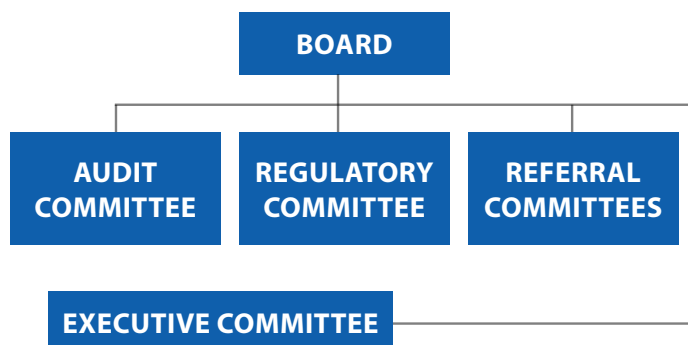 BOARD
AUDIT
COMMITTEE
REGULATORY
COMMITTEE
REFERRAL
COMMITTEES
EXECUTIVE COMMITTEE